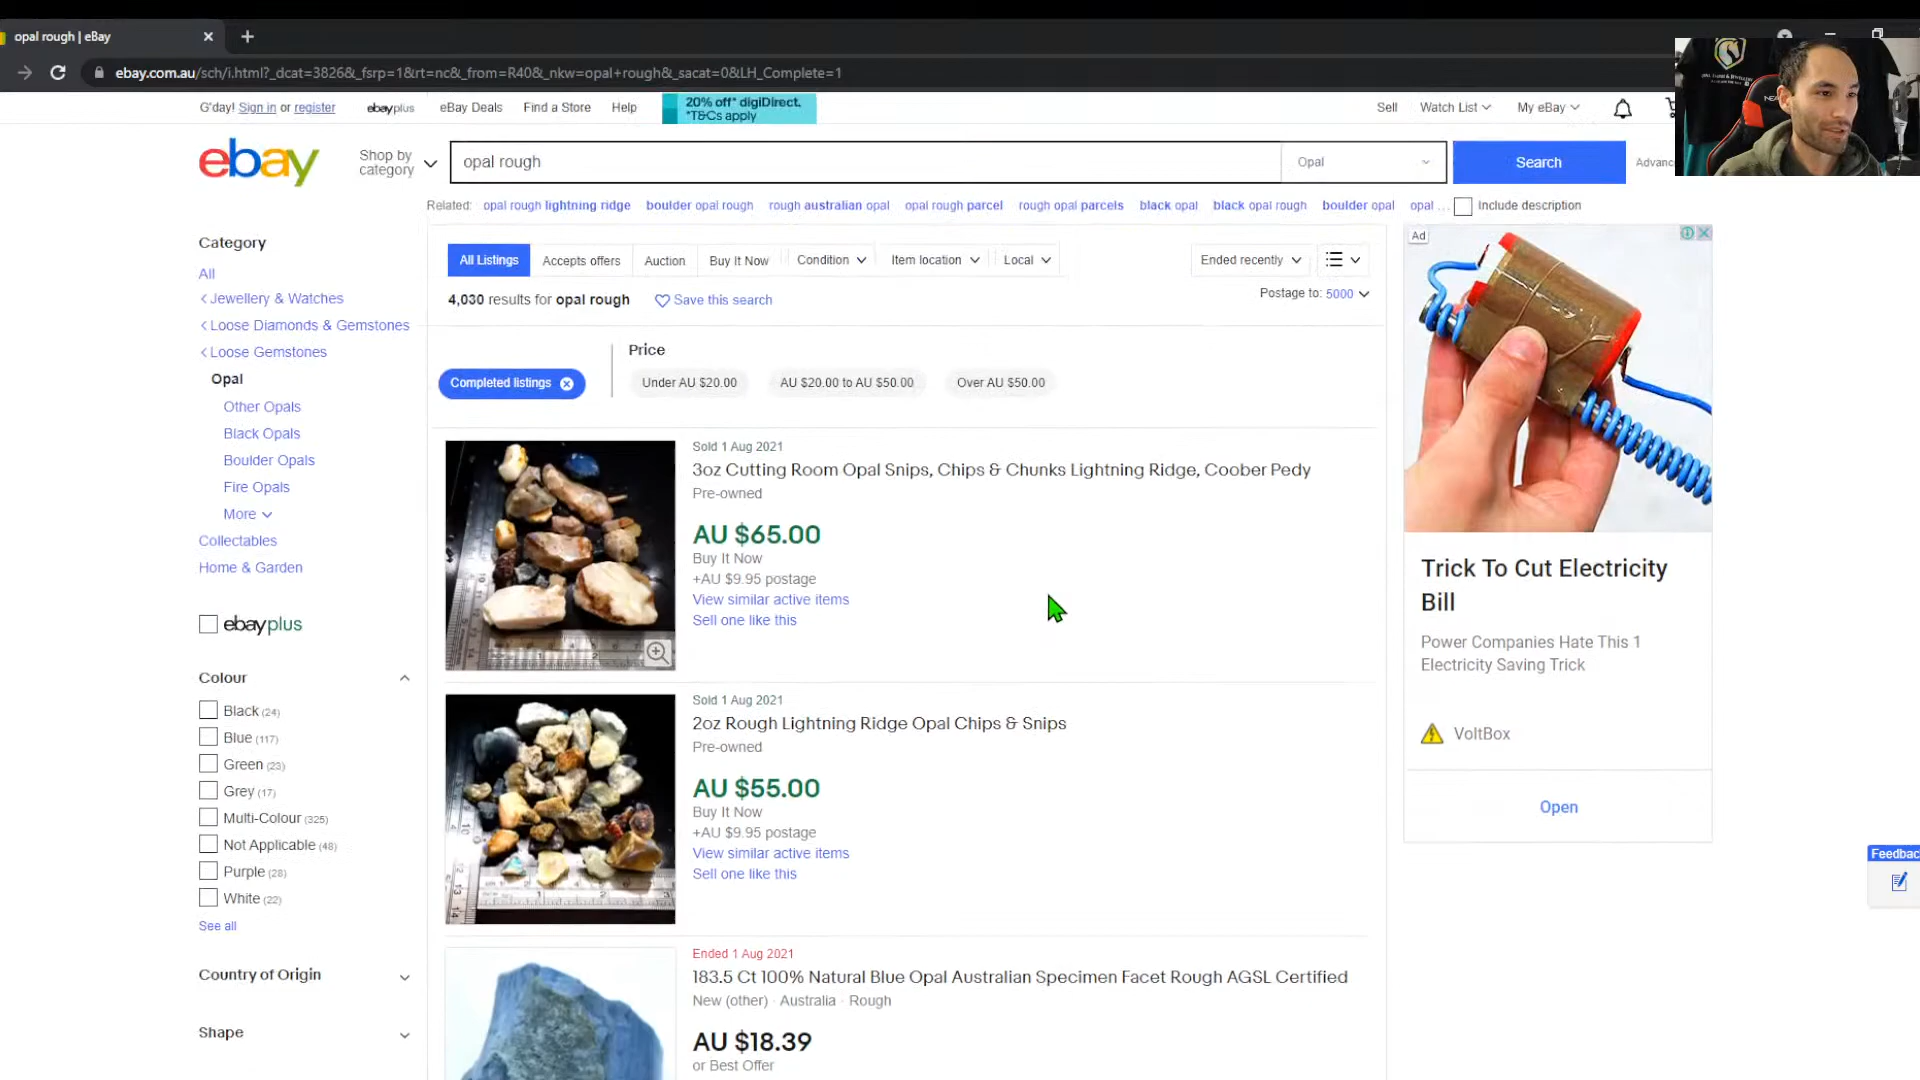 opal rough | eBay
ebay.com.au/sch/i.html?_dcat=3826&_fsrp=1&rt=nc&_from=R40&_nkw=opal+rough&_sacat=0&LH_Complete=1
G'day! Sign in or register
ebayplus
eBay Deals
Find a Store
Help
20% off* digiDirect.
*T&Cs apply
Sell
Watch List
My eBay
ebay
Shop by
category
opal rough
Opal
Search
Related: opal rough lightning ridge boulder opal rough rough australian opal opal rough parcel rough opal parcels black opal black opal rough boulder opal opal ...
Include description
Category
All
Jewellery & Watches
Loose Diamonds & Gemstones
Loose Gemstones
Opal
Other Opals
Black Opals
Boulder Opals
Fire Opals
More
Collectables
Home & Garden
ebayplus
Colour
Black (24)
Blue (117)
Green (23)
Grey (17)
Multi-Colour (325)
Not Applicable (48)
Purple (28)
White (22)
See all
Country of Origin
Shape
All Listings
Accepts offers
Auction
Buy It Now
Condition
Item location
Local
Ended recently
4,030 results for opal rough
Save this search
Postage to: 5000
Completed listings
Price
Under AU $20.00
AU $20.00 to AU $50.00
Over AU $50.00
Sold 1 Aug 2021
3oz Cutting Room Opal Snips, Chips & Chunks Lightning Ridge, Coober Pedy
Pre-owned
AU $65.00
Buy It Now
+AU $9.95 postage
View similar active items
Sell one like this
Sold 1 Aug 2021
2oz Rough Lightning Ridge Opal Chips & Snips
Pre-owned
AU $55.00
Buy It Now
+AU $9.95 postage
View similar active items
Sell one like this
Ended 1 Aug 2021
183.5 Ct 100% Natural Blue Opal Australian Specimen Facet Rough AGSL Certified
New (other) · Australia · Rough
AU $18.39
or Best Offer
Ad
Trick To Cut Electricity
Bill
Power Companies Hate This 1
Electricity Saving Trick
VoltBox
Open